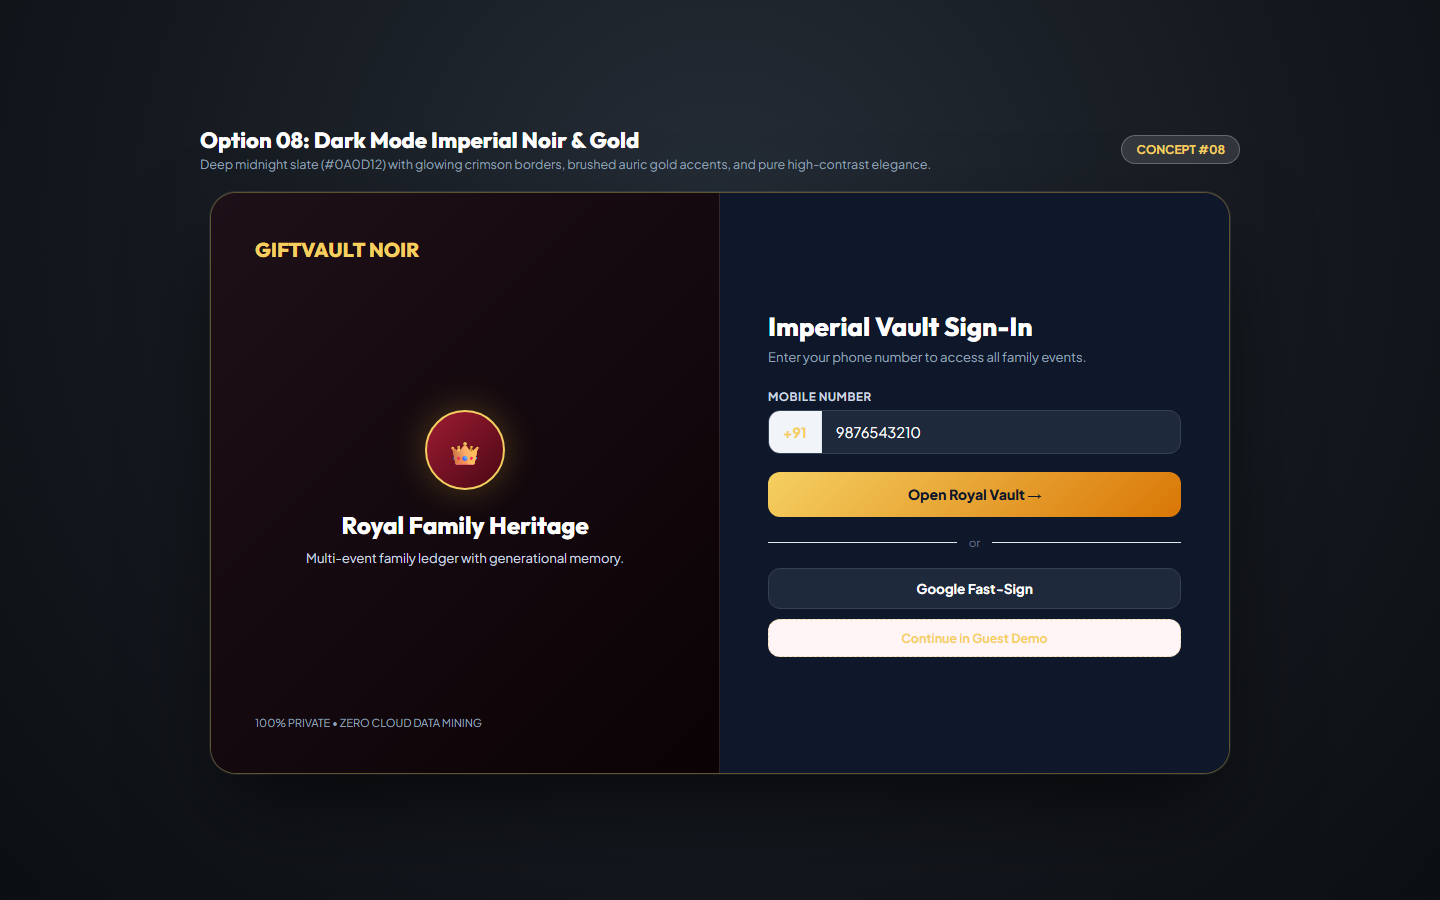 Option 08: Dark Mode Imperial Noir & Gold
Deep midnight slate (#0A0D12) with glowing crimson borders, brushed auric gold accents, and pure high-contrast elegance.
CONCEPT #08
GIFTVAULT NOIR
Royal Family Heritage
Multi-event family ledger with generational memory.
100% PRIVATE • ZERO CLOUD DATA MINING
Imperial Vault Sign-In
Enter your phone number to access all family events.
MOBILE NUMBER
+91 9876543210
Open Royal Vault →
or
Google Fast-Sign
Continue in Guest Demo